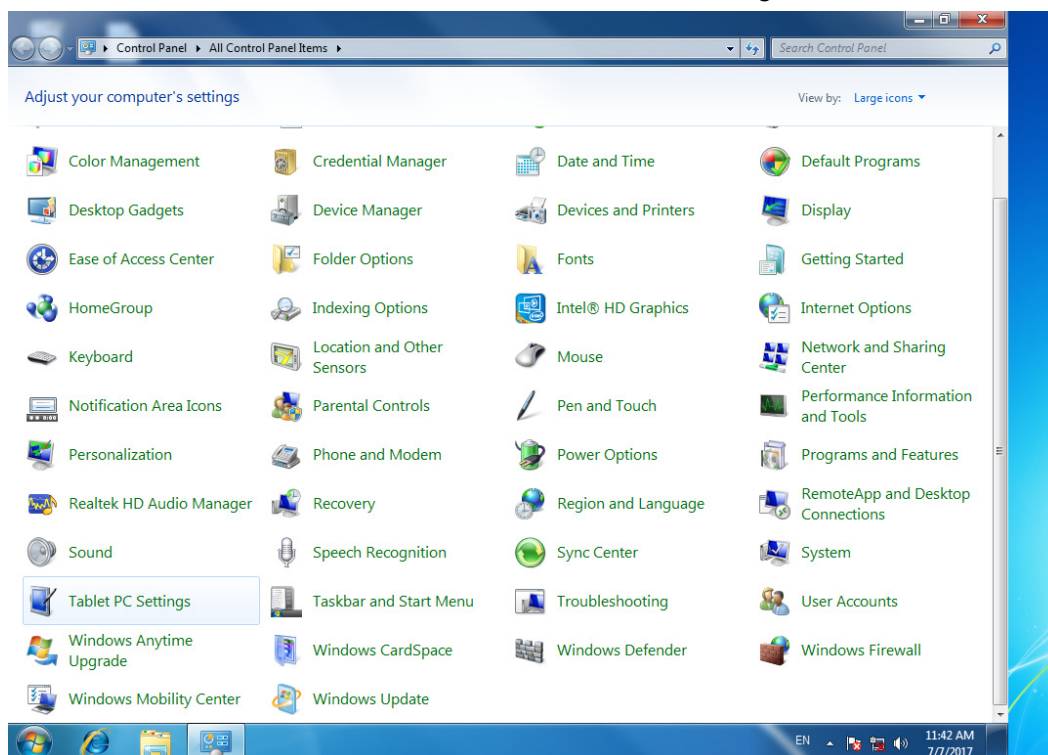 Control Panel ▸ All Control Panel Items ▸
Search Control Panel
Adjust your computer's settings
View by: Large icons
Color Management
Credential Manager
Date and Time
Default Programs
Desktop Gadgets
Device Manager
Devices and Printers
Display
Ease of Access Center
Folder Options
Fonts
Getting Started
HomeGroup
Indexing Options
Intel® HD Graphics
Internet Options
Keyboard
Location and Other
Sensors
Mouse
Network and Sharing
Center
Notification Area Icons
Parental Controls
Pen and Touch
Performance Information
and Tools
Personalization
Phone and Modem
Power Options
Programs and Features
Realtek HD Audio Manager
Recovery
Region and Language
RemoteApp and Desktop
Connections
Sound
Speech Recognition
Sync Center
System
Tablet PC Settings
Taskbar and Start Menu
Troubleshooting
User Accounts
Windows Anytime
Upgrade
Windows CardSpace
Windows Defender
Windows Firewall
Windows Mobility Center
Windows Update
EN
11:42 AM
7/7/2017